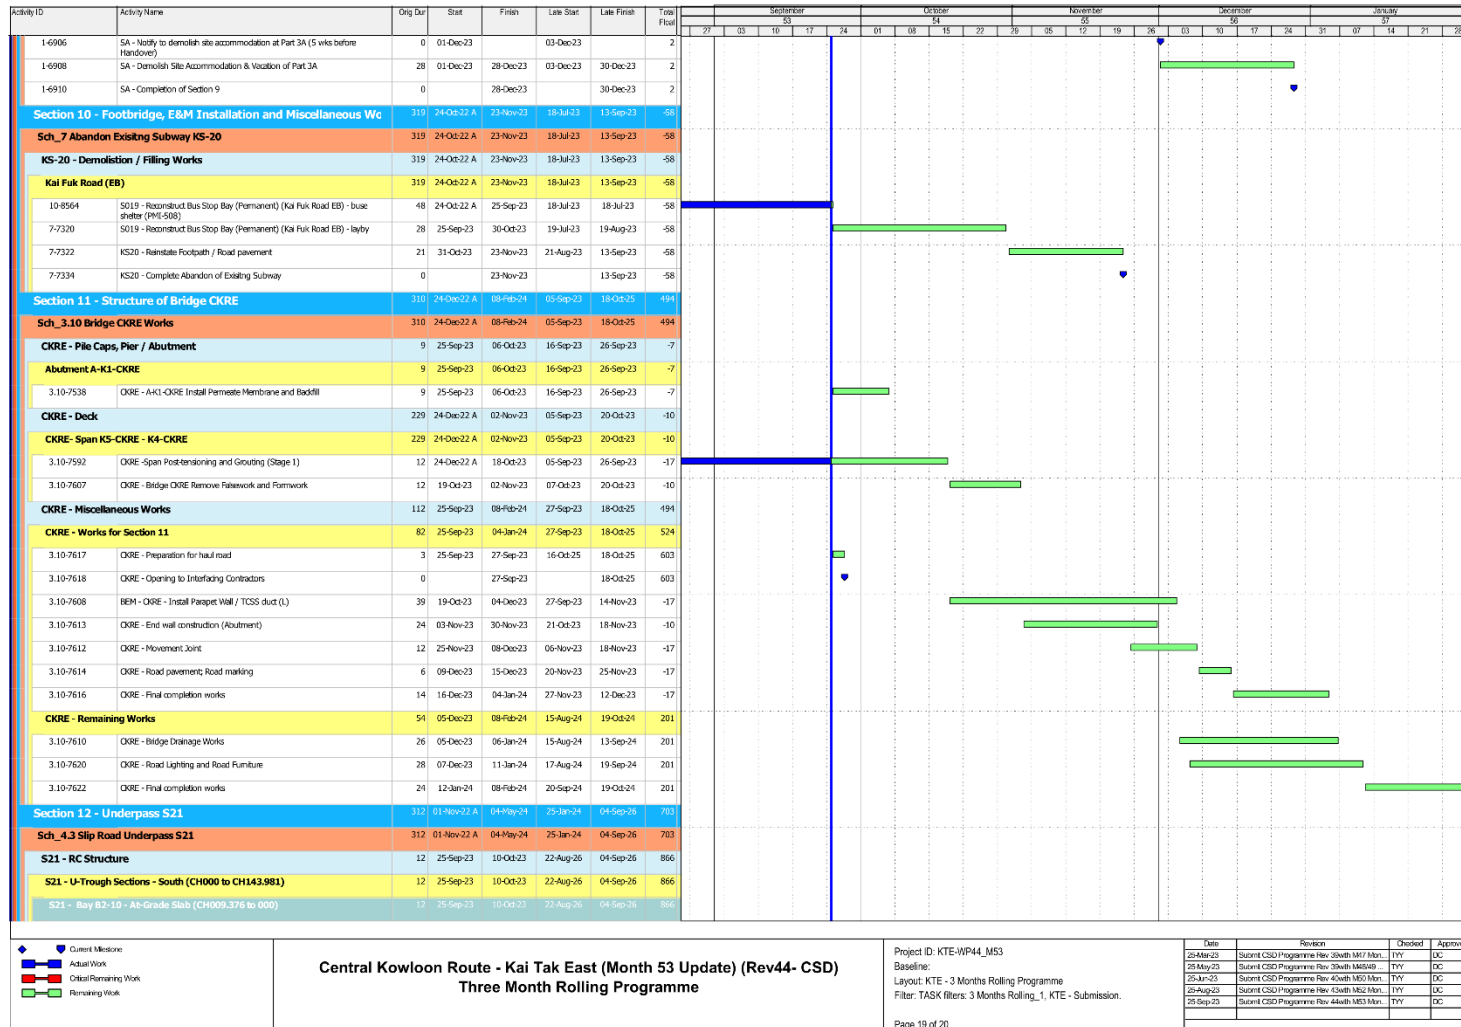 Activity ID Activity Name Orig Dur Start Finish Late Start Late Finish Total Float
September October November December January
53 54 55 56 57
27 03 10 17 24 01 08 15 22 29 05 12 19 26 03 10 17 24 31 07 14 21 28
1-6906 SA - Notify to demolish site accommodation at Part 3A (5 wks before Handover) 0 01-Dec-23 03-Dec-23 2
1-6908 SA - Demolish Site Accommodation & Vacation of Part 3A 28 01-Dec-23 28-Dec-23 03-Dec-23 30-Dec-23 2
1-6910 SA - Completion of Section 9 0 28-Dec-23 30-Dec-23 2
Section 10 - Footbridge, E&M Installation and Miscellaneous Wo 319 24-Oct-22 A 23-Nov-23 18-Jul-23 13-Sep-23 -58
Sch_7 Abandon Exisitng Subway KS-20 319 24-Oct-22 A 23-Nov-23 18-Jul-23 13-Sep-23 -58
KS-20 - Demolistion / Filling Works 319 24-Oct-22 A 23-Nov-23 18-Jul-23 13-Sep-23 -58
Kai Fuk Road (EB) 319 24-Oct-22 A 23-Nov-23 18-Jul-23 13-Sep-23 -58
10-8564 S019 - Reconstruct Bus Stop Bay (Permanent) (Kai Fuk Road EB) - buse shelter (PMI-508) 48 24-Oct-22 A 25-Sep-23 18-Jul-23 18-Jul-23 -58
7-7320 S019 - Reconstruct Bus Stop Bay (Permanent) (Kai Fuk Road EB) - layby 28 25-Sep-23 30-Oct-23 19-Jul-23 19-Aug-23 -58
7-7322 KS20 - Reinstate Footpath / Road pavement 21 31-Oct-23 23-Nov-23 21-Aug-23 13-Sep-23 -58
7-7334 KS20 - Complete Abandon of Exisitng Subway 0 23-Nov-23 13-Sep-23 -58
Section 11 - Structure of Bridge CKRE 310 24-Dec-22 A 08-Feb-24 05-Sep-23 18-Oct-25 494
Sch_3.10 Bridge CKRE Works 310 24-Dec-22 A 08-Feb-24 05-Sep-23 18-Oct-25 494
CKRE - Pile Caps, Pier / Abutment 9 25-Sep-23 06-Oct-23 16-Sep-23 26-Sep-23 -7
Abutment A-K1-CKRE 9 25-Sep-23 06-Oct-23 16-Sep-23 26-Sep-23 -7
3.10-7538 CKRE - A-K1-CKRE Install Permeate Membrane and Backfill 9 25-Sep-23 06-Oct-23 16-Sep-23 26-Sep-23 -7
CKRE - Deck 229 24-Dec-22 A 02-Nov-23 05-Sep-23 20-Oct-23 -10
CKRE- Span K5-CKRE - K4-CKRE 229 24-Dec-22 A 02-Nov-23 05-Sep-23 20-Oct-23 -10
3.10-7592 CKRE -Span Post-tensioning and Grouting (Stage 1) 12 24-Dec-22 A 18-Oct-23 05-Sep-23 26-Sep-23 -17
3.10-7607 CKRE - Bridge CKRE Remove Falsework and Formwork 12 19-Oct-23 02-Nov-23 07-Oct-23 20-Oct-23 -10
CKRE - Miscellaneous Works 112 25-Sep-23 08-Feb-24 27-Sep-23 18-Oct-25 494
CKRE - Works for Section 11 82 25-Sep-23 04-Jan-24 27-Sep-23 18-Oct-25 524
3.10-7617 CKRE - Preparation for haul road 3 25-Sep-23 27-Sep-23 16-Oct-25 18-Oct-25 603
3.10-7618 CKRE - Opening to Interfacing Contractors 0 27-Sep-23 18-Oct-25 603
3.10-7608 BEM - CKRE - Install Parapet Wall / TCSS duct (L) 39 19-Oct-23 04-Dec-23 27-Sep-23 14-Nov-23 -17
3.10-7613 CKRE - End wall construction (Abutment) 24 03-Nov-23 30-Nov-23 21-Oct-23 18-Nov-23 -10
3.10-7612 CKRE - Movement Joint 12 25-Nov-23 08-Dec-23 06-Nov-23 18-Nov-23 -17
3.10-7614 CKRE - Road pavement; Road marking 6 09-Dec-23 15-Dec-23 20-Nov-23 25-Nov-23 -17
3.10-7616 CKRE - Final completion works 14 16-Dec-23 04-Jan-24 27-Nov-23 12-Dec-23 -17
CKRE - Remaining Works 54 05-Dec-23 08-Feb-24 15-Aug-24 19-Oct-24 201
3.10-7610 CKRE - Bridge Drainage Works 26 05-Dec-23 06-Jan-24 15-Aug-24 13-Sep-24 201
3.10-7620 CKRE - Road Lighting and Road Furniture 28 07-Dec-23 11-Jan-24 17-Aug-24 19-Sep-24 201
3.10-7622 CKRE - Final completion works 24 12-Jan-24 08-Feb-24 20-Sep-24 19-Oct-24 201
Section 12 - Underpass S21 312 01-Nov-22 A 04-May-24 25-Jan-24 04-Sep-26 703
Sch_4.3 Slip Road Underpass S21 312 01-Nov-22 A 04-May-24 25-Jan-24 04-Sep-26 703
S21 - RC Structure 12 25-Sep-23 10-Oct-23 22-Aug-26 04-Sep-26 866
S21 - U-Trough Sections - South (CH000 to CH143.981) 12 25-Sep-23 10-Oct-23 22-Aug-26 04-Sep-26 866
S21 - Bay B2-10 - At-Grade Slab (CH009.376 to 000) 12 25-Sep-23 10-Oct-23 22-Aug-26 04-Sep-26 866
Current Milestone
Actual Work
Critical Remaining Work
Remaining Work
Central Kowloon Route - Kai Tak East (Month 53 Update) (Rev44- CSD)
Three Month Rolling Programme
Project ID: KTE-WP44_M53
Baseline:
Layout: KTE - 3 Months Rolling Programme
Filter: TASK filters: 3 Months Rolling_1, KTE - Submission.
Page 19 of 20
Date Revision Checked Approve
25-Mar-23 Submit CSD Programme Rev 39with M47 Mon... TYY DC
25-May-23 Submit CSD Programme Rev 39with M48/49 ... TYY DC
25-Jun-23 Submit CSD Programme Rev 40with M50 Mon... TYY DC
25-Aug-23 Submit CSD Programme Rev 43with M52 Mon... TYY DC
25-Sep-23 Submit CSD Programme Rev 44with M53 Mon... TYY DC